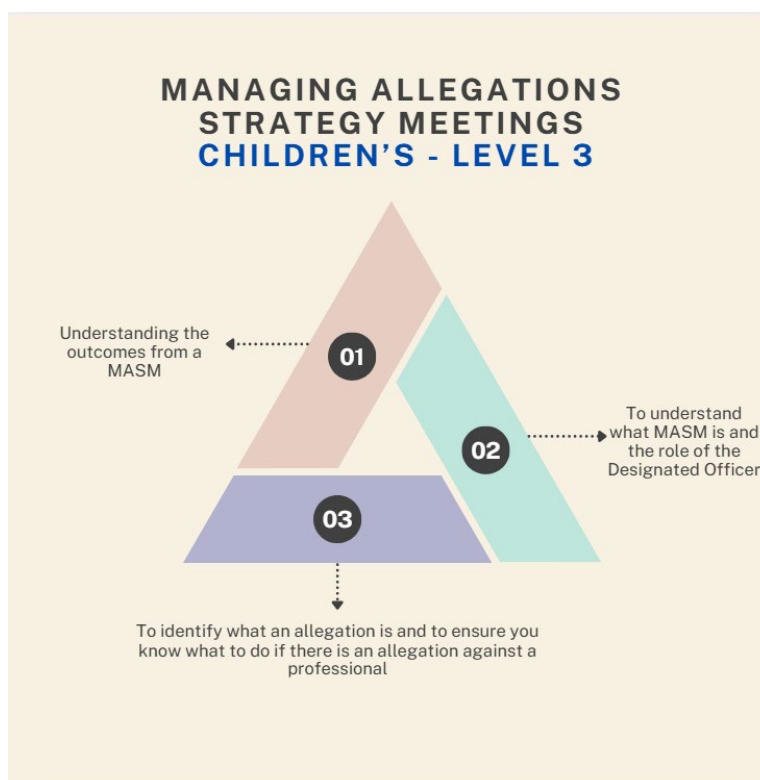 MANAGING ALLEGATIONS
STRATEGY MEETINGS
CHILDREN’S - LEVEL 3
Understanding the
outcomes from a
MASM
01
To understand
what MASM is and
the role of the
Designated Officer
02
03
To identify what an allegation is and to ensure you
know what to do if there is an allegation against a
professional